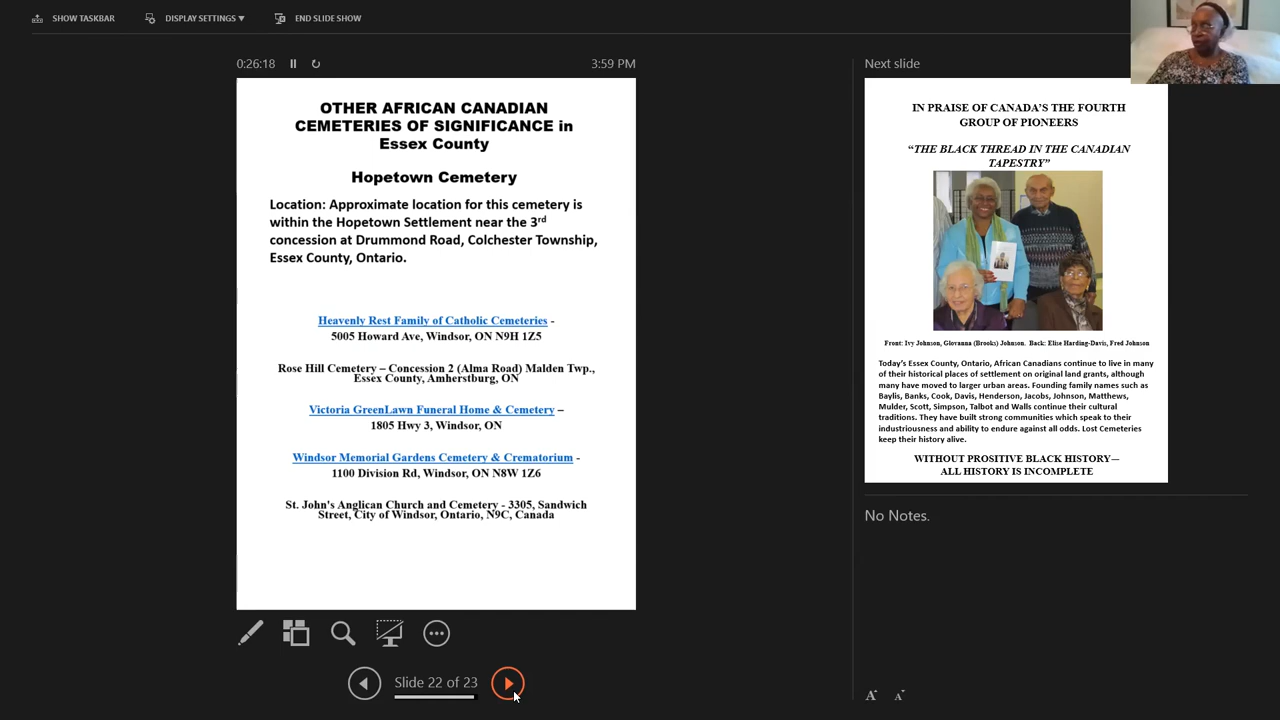 SHOW TASKBAR
DISPLAY SETTINGS ▼
END SLIDE SHOW
0:26:18
3:59 PM
OTHER AFRICAN CANADIAN
CEMETERIES OF SIGNIFICANCE in
Essex County
Hopetown Cemetery
Location: Approximate location for this cemetery is
within the Hopetown Settlement near the 3rd
concession at Drummond Road, Colchester Township,
Essex County, Ontario.
Heavenly Rest Family of Catholic Cemeteries -
5005 Howard Ave, Windsor, ON N9H 1Z5
Rose Hill Cemetery – Concession 2 (Alma Road) Malden Twp.,
Essex County, Amherstburg, ON
Victoria GreenLawn Funeral Home & Cemetery –
1805 Hwy 3, Windsor, ON
Windsor Memorial Gardens Cemetery & Crematorium -
1100 Division Rd, Windsor, ON N8W 1Z6
St. John's Anglican Church and Cemetery - 3305, Sandwich
Street, City of Windsor, Ontario, N9C, Canada
Slide 22 of 23
Next slide
IN PRAISE OF CANADA'S THE FOURTH
GROUP OF PIONEERS
“THE BLACK THREAD IN THE CANADIAN
TAPESTRY”
Front: Ivy Johnson, Giovanna (Brooks) Johnson. Back: Elise Harding-Davis, Fred Johnson
Today's Essex County, Ontario, African Canadians continue to live in many
of their historical places of settlement on original land grants, although
many have moved to larger urban areas. Founding family names such as
Baylis, Banks, Cook, Davis, Henderson, Jacobs, Johnson, Matthews,
Mulder, Scott, Simpson, Talbot and Walls continue their cultural
traditions. They have built strong communities which speak to their
industriousness and ability to endure against all odds. Lost Cemeteries
keep their history alive.
WITHOUT PROSITIVE BLACK HISTORY—
ALL HISTORY IS INCOMPLETE
No Notes.
A A